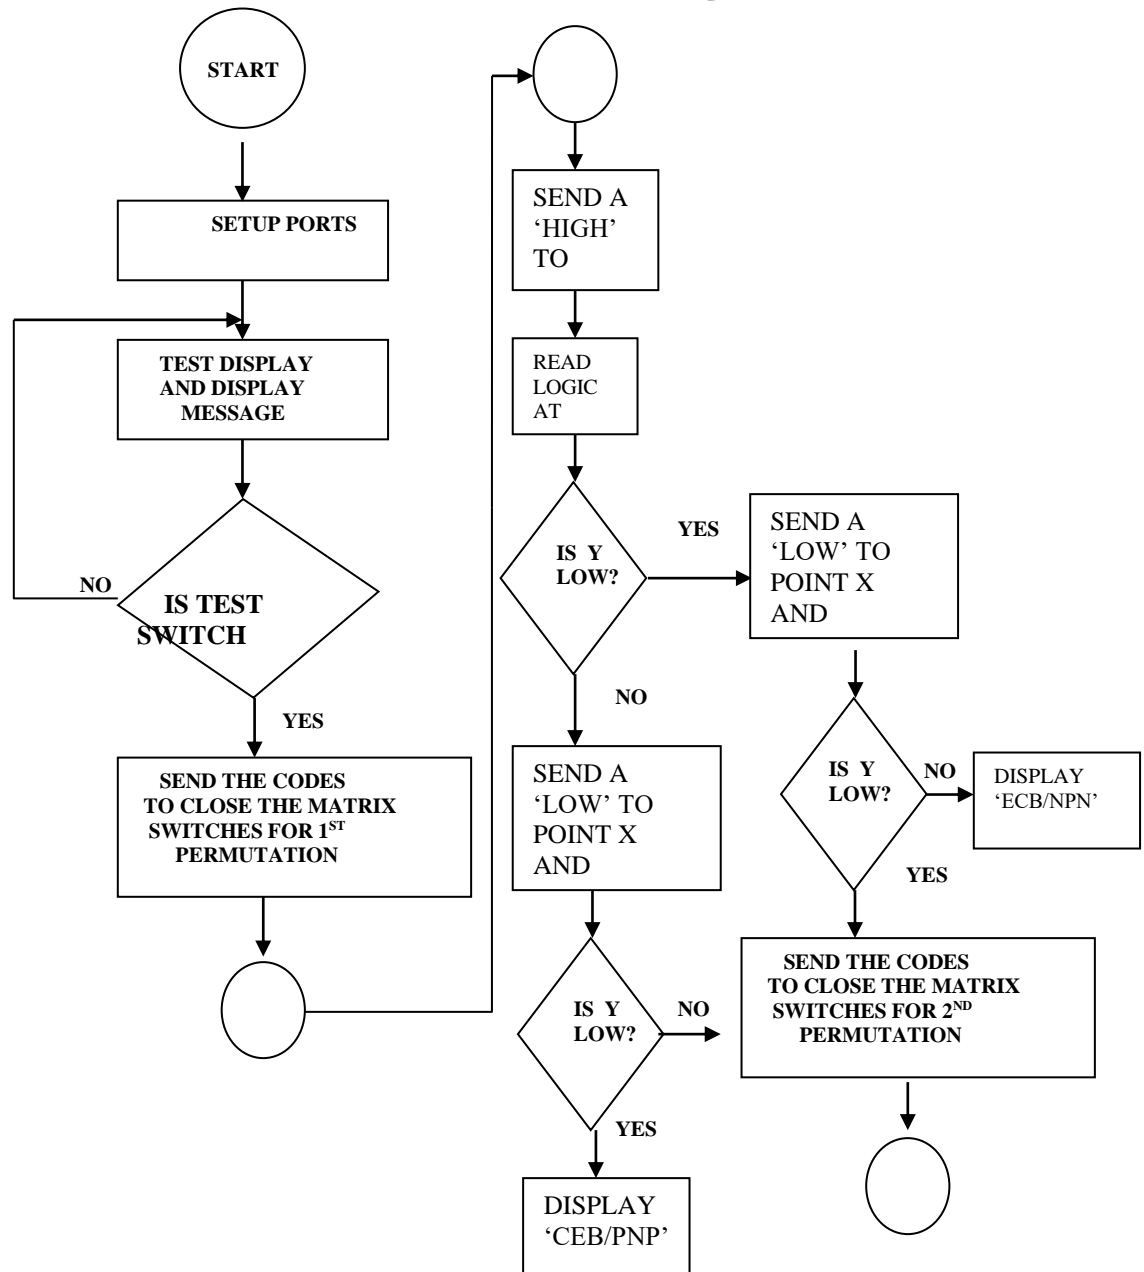 START
SETUP PORTS
TEST DISPLAY
AND DISPLAY
MESSAGE
NO
IS TEST
SWITCH
YES
SEND THE CODES
TO CLOSE THE MATRIX
SWITCHES FOR 1ST
PERMUTATION
SEND A
‘HIGH’
TO
READ
LOGIC
AT
IS Y
LOW?
YES
SEND A
‘LOW’ TO
POINT X
AND
NO
SEND A
‘LOW’ TO
POINT X
AND
IS Y
LOW?
NO
DISPLAY
‘ECB/NPN’
YES
IS Y
LOW?
NO
SEND THE CODES
TO CLOSE THE MATRIX
SWITCHES FOR 2ND
PERMUTATION
YES
DISPLAY
‘CEB/PNP’